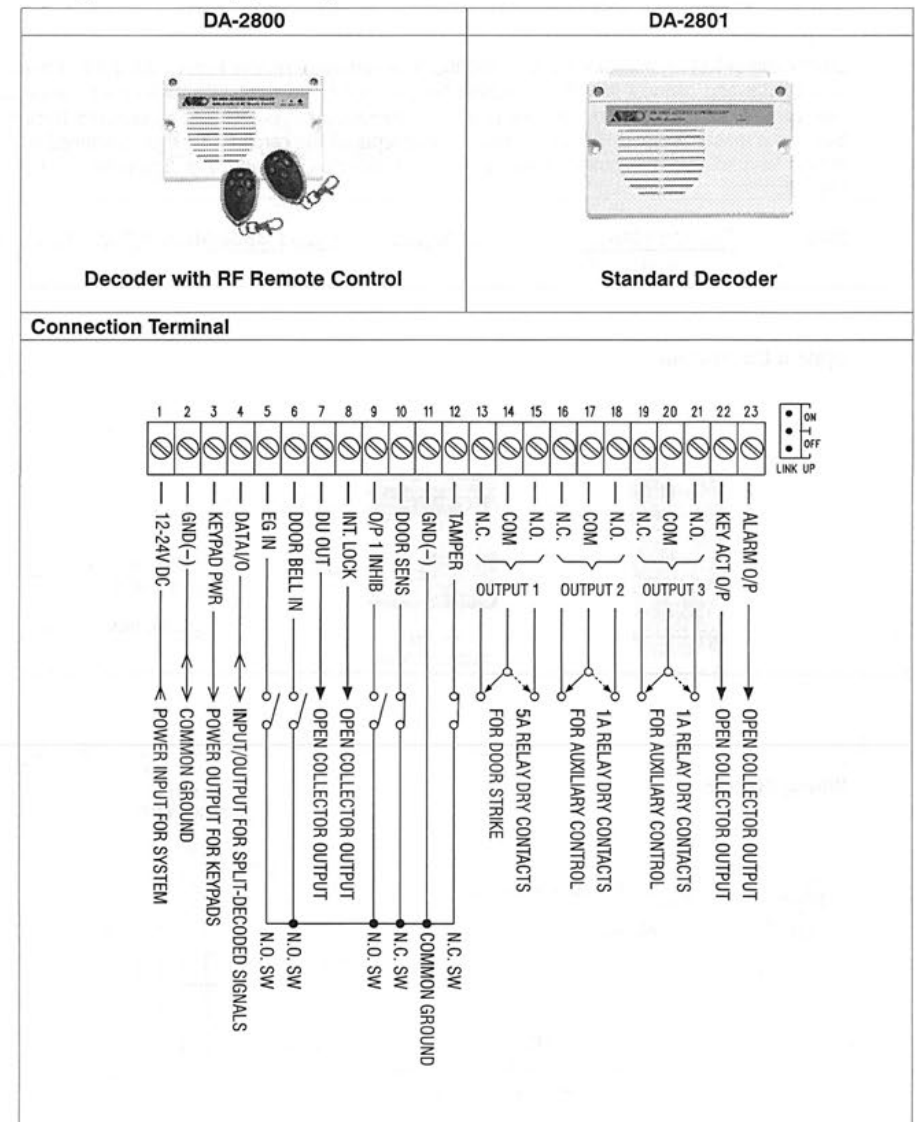 DA-2800
DA-2801
Decoder with RF Remote Control
Standard Decoder
Connection Terminal
1 2 3 4 5 6 7 8 9 10 11 12 13 14 15 16 17 18 19 20 21 22 23
ON
OFF
LINK UP
12-24V DC
GND(-)
KEYPAD PWR
DATA I/O
EG IN
DOOR BELL IN
DU OUT
INT. LOCK
O/P 1 INHIB
DOOR SENS
GND(-)
TAMPER
N.C.
COM
N.O.
N.C.
COM
N.O.
N.C.
COM
N.O.
KEY ACT O/P
ALARM O/P
OUTPUT 1
OUTPUT 2
OUTPUT 3
POWER INPUT FOR SYSTEM
COMMON GROUND
POWER OUTPUT FOR KEYPADS
INPUT/OUTPUT FOR SPLIT-DECODED SIGNALS
OPEN COLLECTOR OUTPUT
OPEN COLLECTOR OUTPUT
5A RELAY DRY CONTACTS
FOR DOOR STRIKE
1A RELAY DRY CONTACTS
FOR AUXILIARY CONTROL
1A RELAY DRY CONTACTS
FOR AUXILIARY CONTROL
OPEN COLLECTOR OUTPUT
OPEN COLLECTOR OUTPUT
N.O. SW
N.O. SW
N.O. SW
N.C. SW
COMMON GROUND
N.C. SW